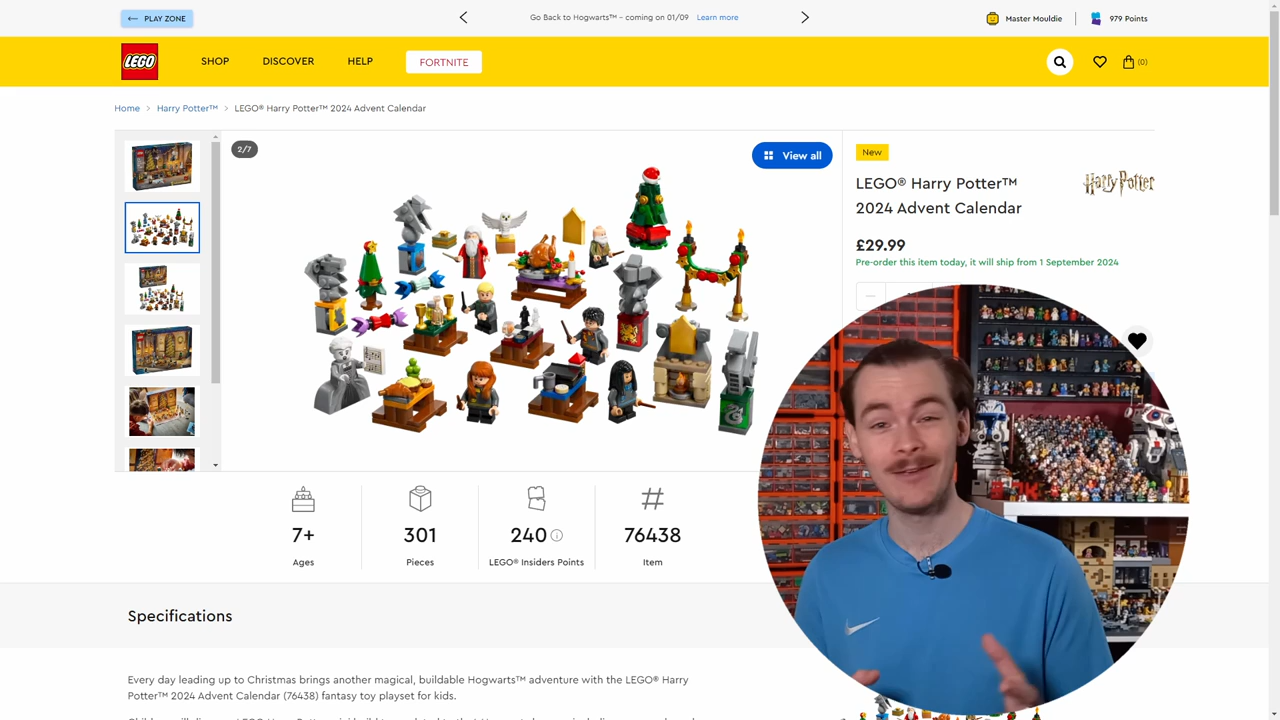 ← PLAY ZONE
Go Back to Hogwarts™ - coming on 01/09 Learn more
Master Mouldie
979 Points
LEGO
SHOP
DISCOVER
HELP
FORTNITE
(0)
Home > Harry Potter™ > LEGO® Harry Potter™ 2024 Advent Calendar
2/7
View all
New
LEGO® Harry Potter™
2024 Advent Calendar
Harry Potter
£29.99
Pre-order this item today, it will ship from 1 September 2024
7+
Ages
301
Pieces
240
LEGO® Insiders Points
#
76438
Item
Specifications
Every day leading up to Christmas brings another magical, buildable Hogwarts™ adventure with the LEGO® Harry
Potter™ 2024 Advent Calendar (76438) fantasy toy playset for kids.